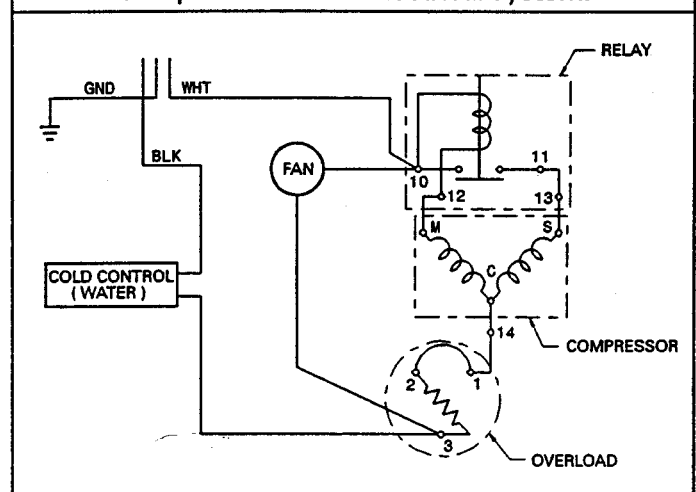 RELAY
GND
WHT
BLK
FAN
10
11
12
13
M
S
C
COLD CONTROL
( WATER )
14
COMPRESSOR
2
1
3
OVERLOAD